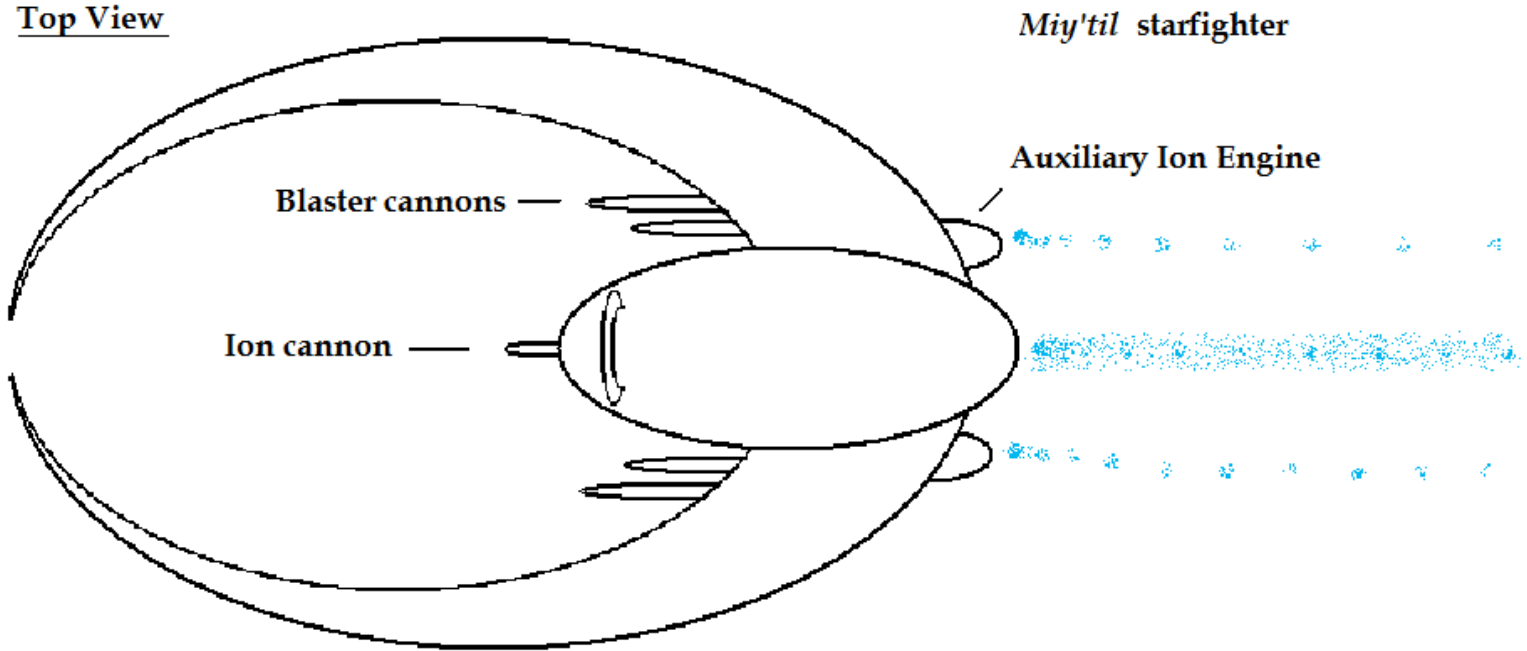 Top View
Miy'til starfighter
Auxiliary Ion Engine
Blaster cannons
Ion cannon